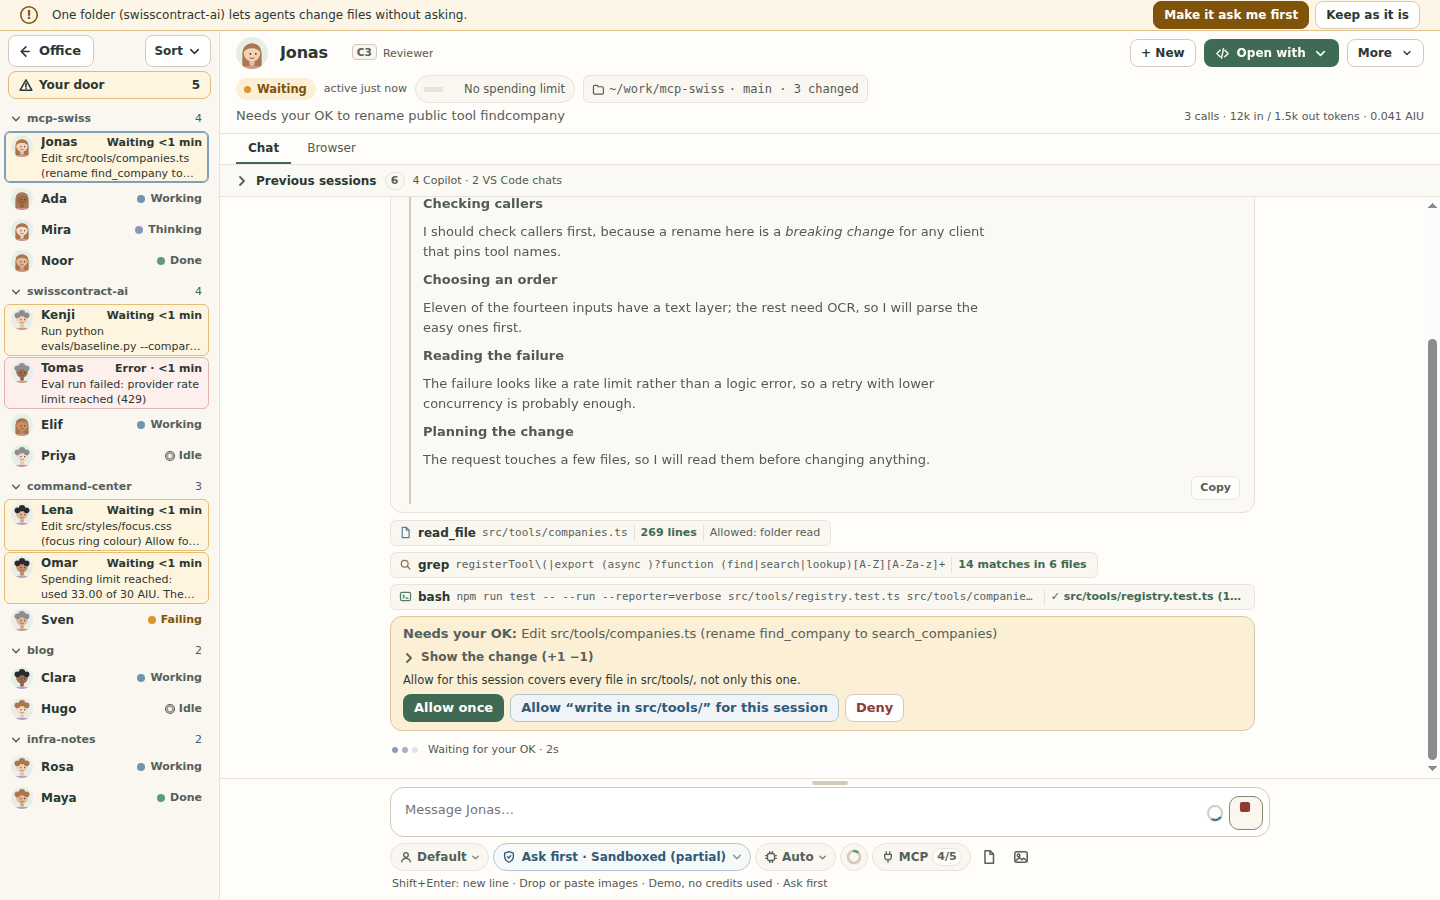 One folder (swisscontract-ai) lets agents change files without asking.
Make it ask me first
Keep as it is
Office
Sort
Your door 5
mcp-swiss 4
Jonas Waiting <1 min
Edit src/tools/companies.ts
(rename find_company to…
Ada Working
Mira Thinking
Noor Done
swisscontract-ai 4
Kenji Waiting <1 min
Run python
evals/baseline.py --compar…
Tomas Error · <1 min
Eval run failed: provider rate
limit reached (429)
Elif Working
Priya Idle
command-center 3
Lena Waiting <1 min
Edit src/styles/focus.css
(focus ring colour) Allow fo…
Omar Waiting <1 min
Spending limit reached:
used 33.00 of 30 AIU. The…
Sven Failing
blog 2
Clara Working
Hugo Idle
infra-notes 2
Rosa Working
Maya Done
Jonas C3 Reviewer
+ New
Open with
More
Waiting active just now No spending limit ~/work/mcp-swiss · main · 3 changed
Needs your OK to rename public tool findcompany
3 calls · 12k in / 1.5k out tokens · 0.041 AIU
Chat Browser
Previous sessions 6 4 Copilot · 2 VS Code chats
Checking callers
I should check callers first, because a rename here is a breaking change for any client
that pins tool names.
Choosing an order
Eleven of the fourteen inputs have a text layer; the rest need OCR, so I will parse the
easy ones first.
Reading the failure
The failure looks like a rate limit rather than a logic error, so a retry with lower
concurrency is probably enough.
Planning the change
The request touches a few files, so I will read them before changing anything.
Copy
read_file src/tools/companies.ts 269 lines Allowed: folder read
grep registerTool\(|export (async )?function (find|search|lookup)[A-Z][A-Za-z]+ 14 matches in 6 files
bash npm run test -- --run --reporter=verbose src/tools/registry.test.ts src/tools/companie… ✓ src/tools/registry.test.ts (1…
Needs your OK: Edit src/tools/companies.ts (rename find_company to search_companies)
Show the change (+1 −1)
Allow for this session covers every file in src/tools/, not only this one.
Allow once
Allow “write in src/tools/” for this session
Deny
Waiting for your OK · 2s
Message Jonas…
Default
Ask first · Sandboxed (partial)
Auto
MCP 4/5
Shift+Enter: new line · Drop or paste images · Demo, no credits used · Ask first